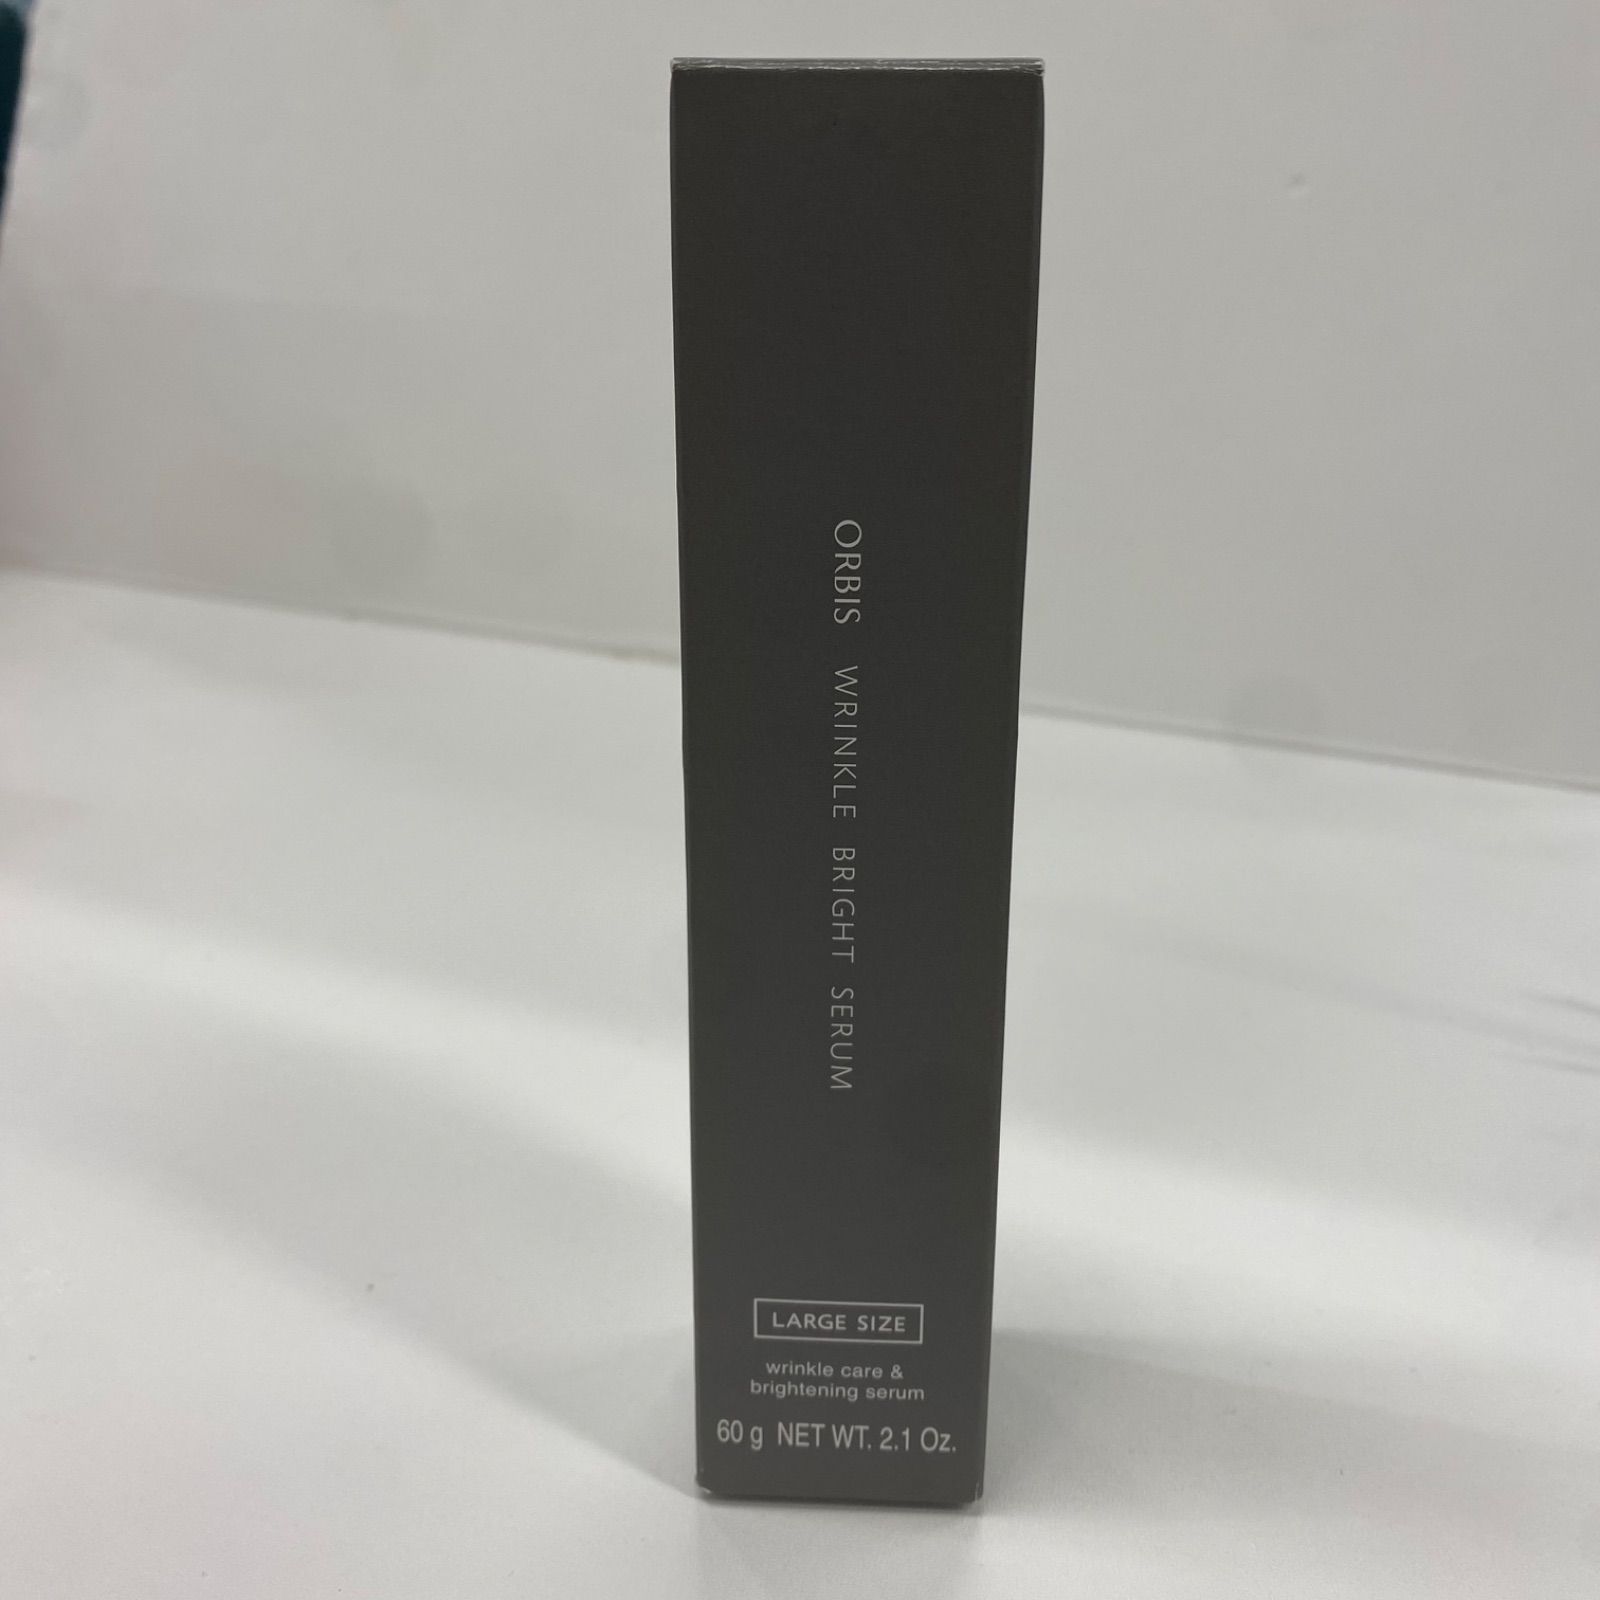 ORBIS WRINKLE BRIGHT SERUM
LARGE SIZE
wrinkle care &
brightening serum
60 g NET WT. 2.1 Oz.